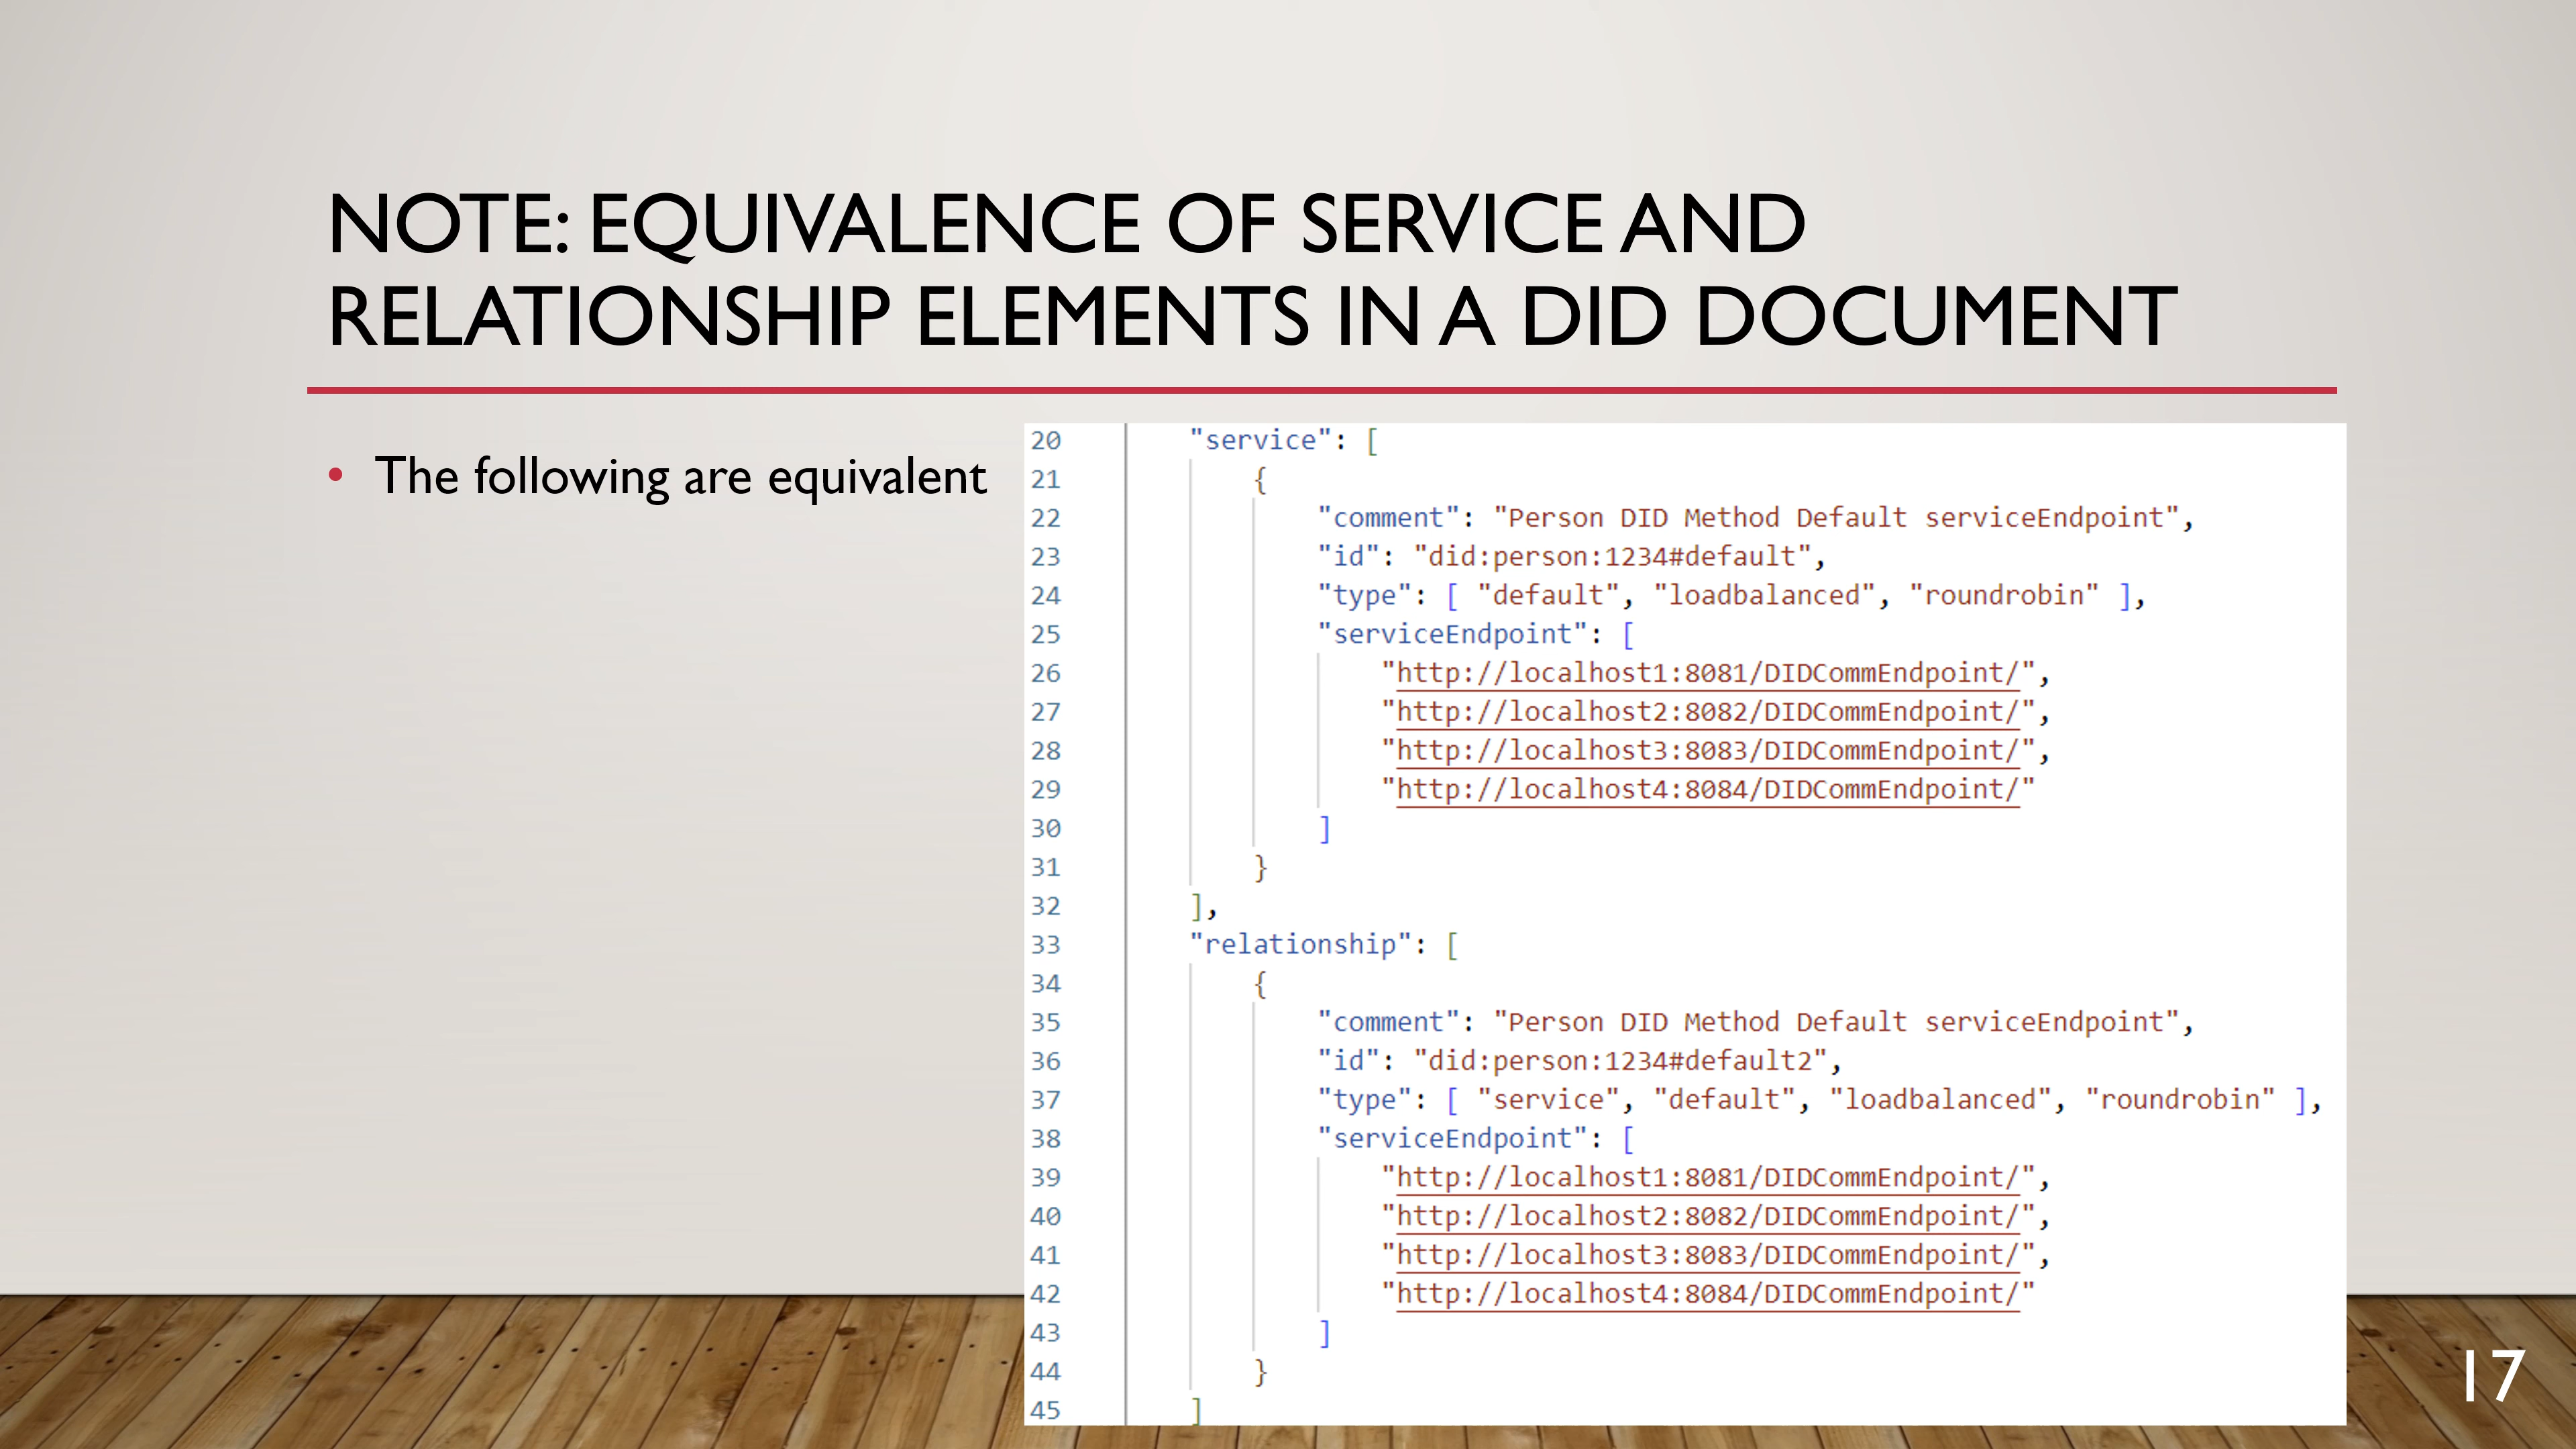 NOTE: EQUIVALENCE OF SERVICE AND
RELATIONSHIP ELEMENTS IN A DID DOCUMENT
• The following are equivalent
20 "service": [
21 {
22 "comment": "Person DID Method Default serviceEndpoint",
23 "id": "did:person:1234#default",
24 "type": [ "default", "loadbalanced", "roundrobin" ],
25 "serviceEndpoint": [
26 "http://localhost1:8081/DIDCommEndpoint/",
27 "http://localhost2:8082/DIDCommEndpoint/",
28 "http://localhost3:8083/DIDCommEndpoint/",
29 "http://localhost4:8084/DIDCommEndpoint/"
30 ]
31 }
32 ],
33 "relationship": [
34 {
35 "comment": "Person DID Method Default serviceEndpoint",
36 "id": "did:person:1234#default2",
37 "type": [ "service", "default", "loadbalanced", "roundrobin" ],
38 "serviceEndpoint": [
39 "http://localhost1:8081/DIDCommEndpoint/",
40 "http://localhost2:8082/DIDCommEndpoint/",
41 "http://localhost3:8083/DIDCommEndpoint/",
42 "http://localhost4:8084/DIDCommEndpoint/"
43 ]
44 }
45 ]
17